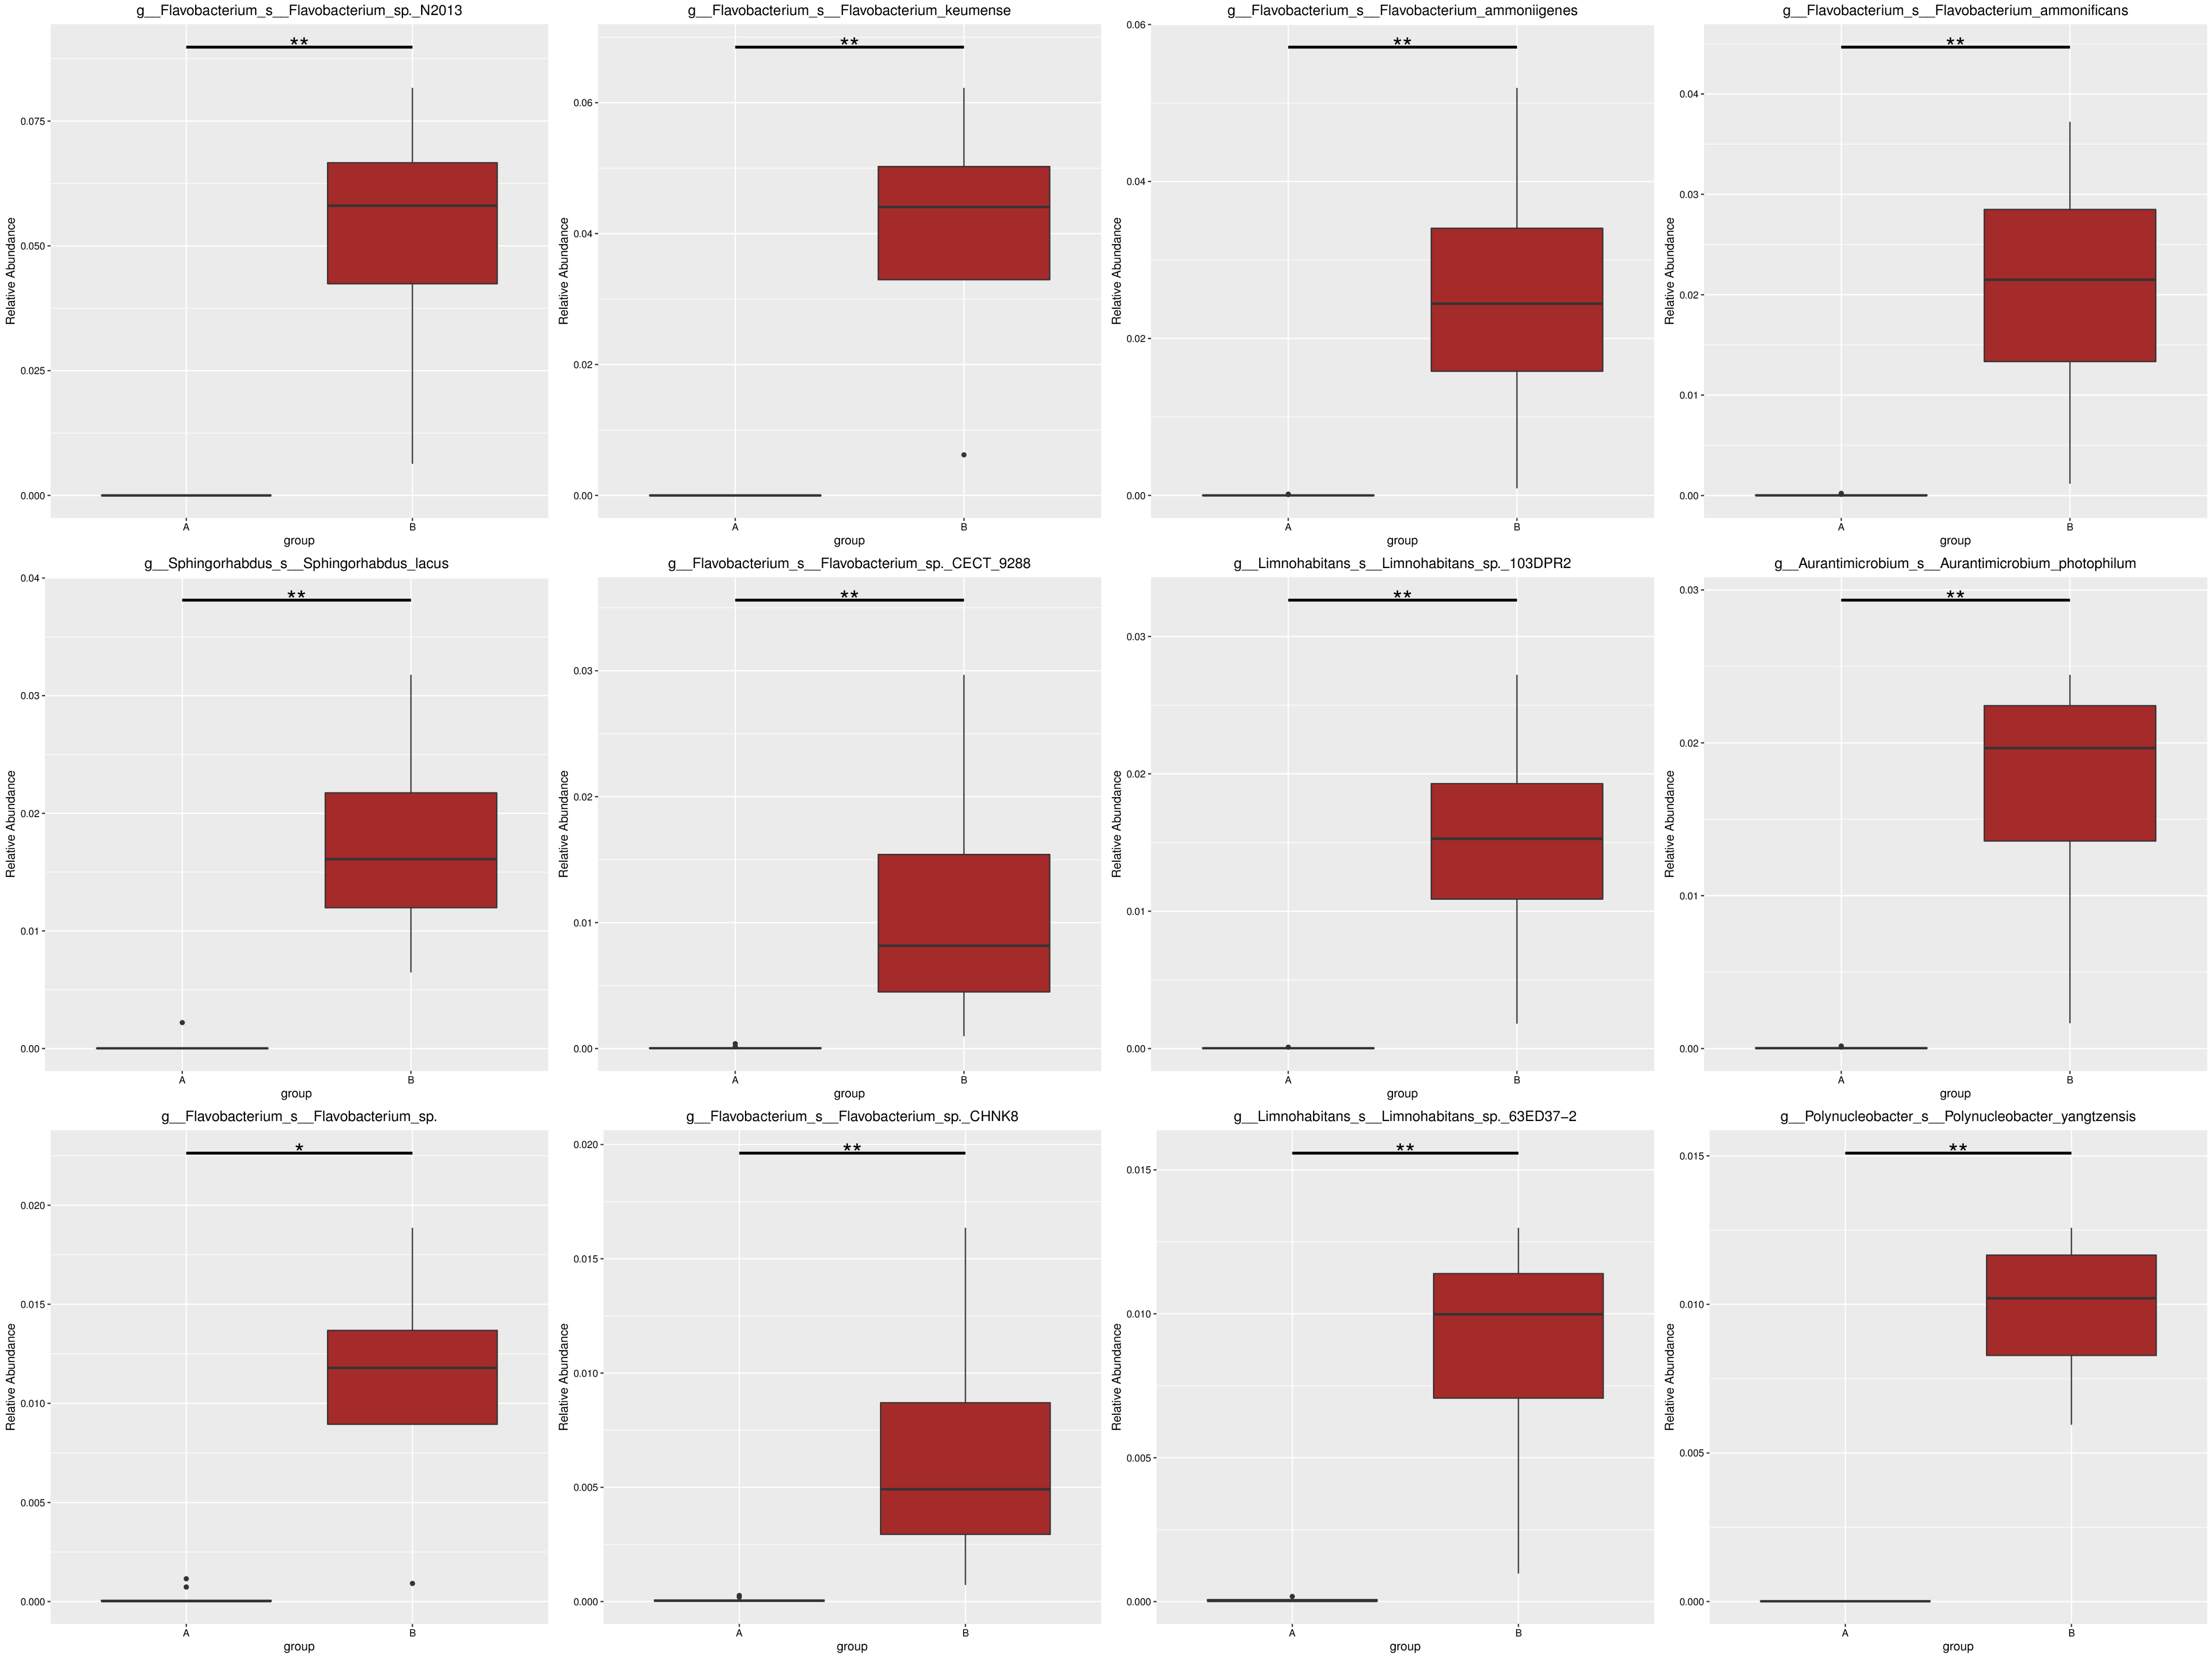 g__Flavobacterium_s__Flavobacterium_sp._N2013
**
Relative Abundance
0.075
0.050
0.025
0.000
A B
group
g__Flavobacterium_s__Flavobacterium_keumense
**
Relative Abundance
0.06
0.04
0.02
0.00
A B
group
g__Flavobacterium_s__Flavobacterium_ammoniigenes
**
Relative Abundance
0.06
0.04
0.02
0.00
A B
group
g__Flavobacterium_s__Flavobacterium_ammonificans
**
Relative Abundance
0.04
0.03
0.02
0.01
0.00
A B
group
g__Sphingorhabdus_s__Sphingorhabdus_lacus
**
Relative Abundance
0.04
0.03
0.02
0.01
0.00
A B
group
g__Flavobacterium_s__Flavobacterium_sp._CECT_9288
**
Relative Abundance
0.03
0.02
0.01
0.00
A B
group
g__Limnohabitans_s__Limnohabitans_sp._103DPR2
**
Relative Abundance
0.03
0.02
0.01
0.00
A B
group
g__Aurantimicrobium_s__Aurantimicrobium_photophilum
**
Relative Abundance
0.03
0.02
0.01
0.00
A B
group
g__Flavobacterium_s__Flavobacterium_sp.
*
Relative Abundance
0.020
0.015
0.010
0.005
0.000
A B
group
g__Flavobacterium_s__Flavobacterium_sp._CHNK8
**
Relative Abundance
0.020
0.015
0.010
0.005
0.000
A B
group
g__Limnohabitans_s__Limnohabitans_sp._63ED37−2
**
Relative Abundance
0.015
0.010
0.005
0.000
A B
group
g__Polynucleobacter_s__Polynucleobacter_yangtzensis
**
Relative Abundance
0.015
0.010
0.005
0.000
A B
group